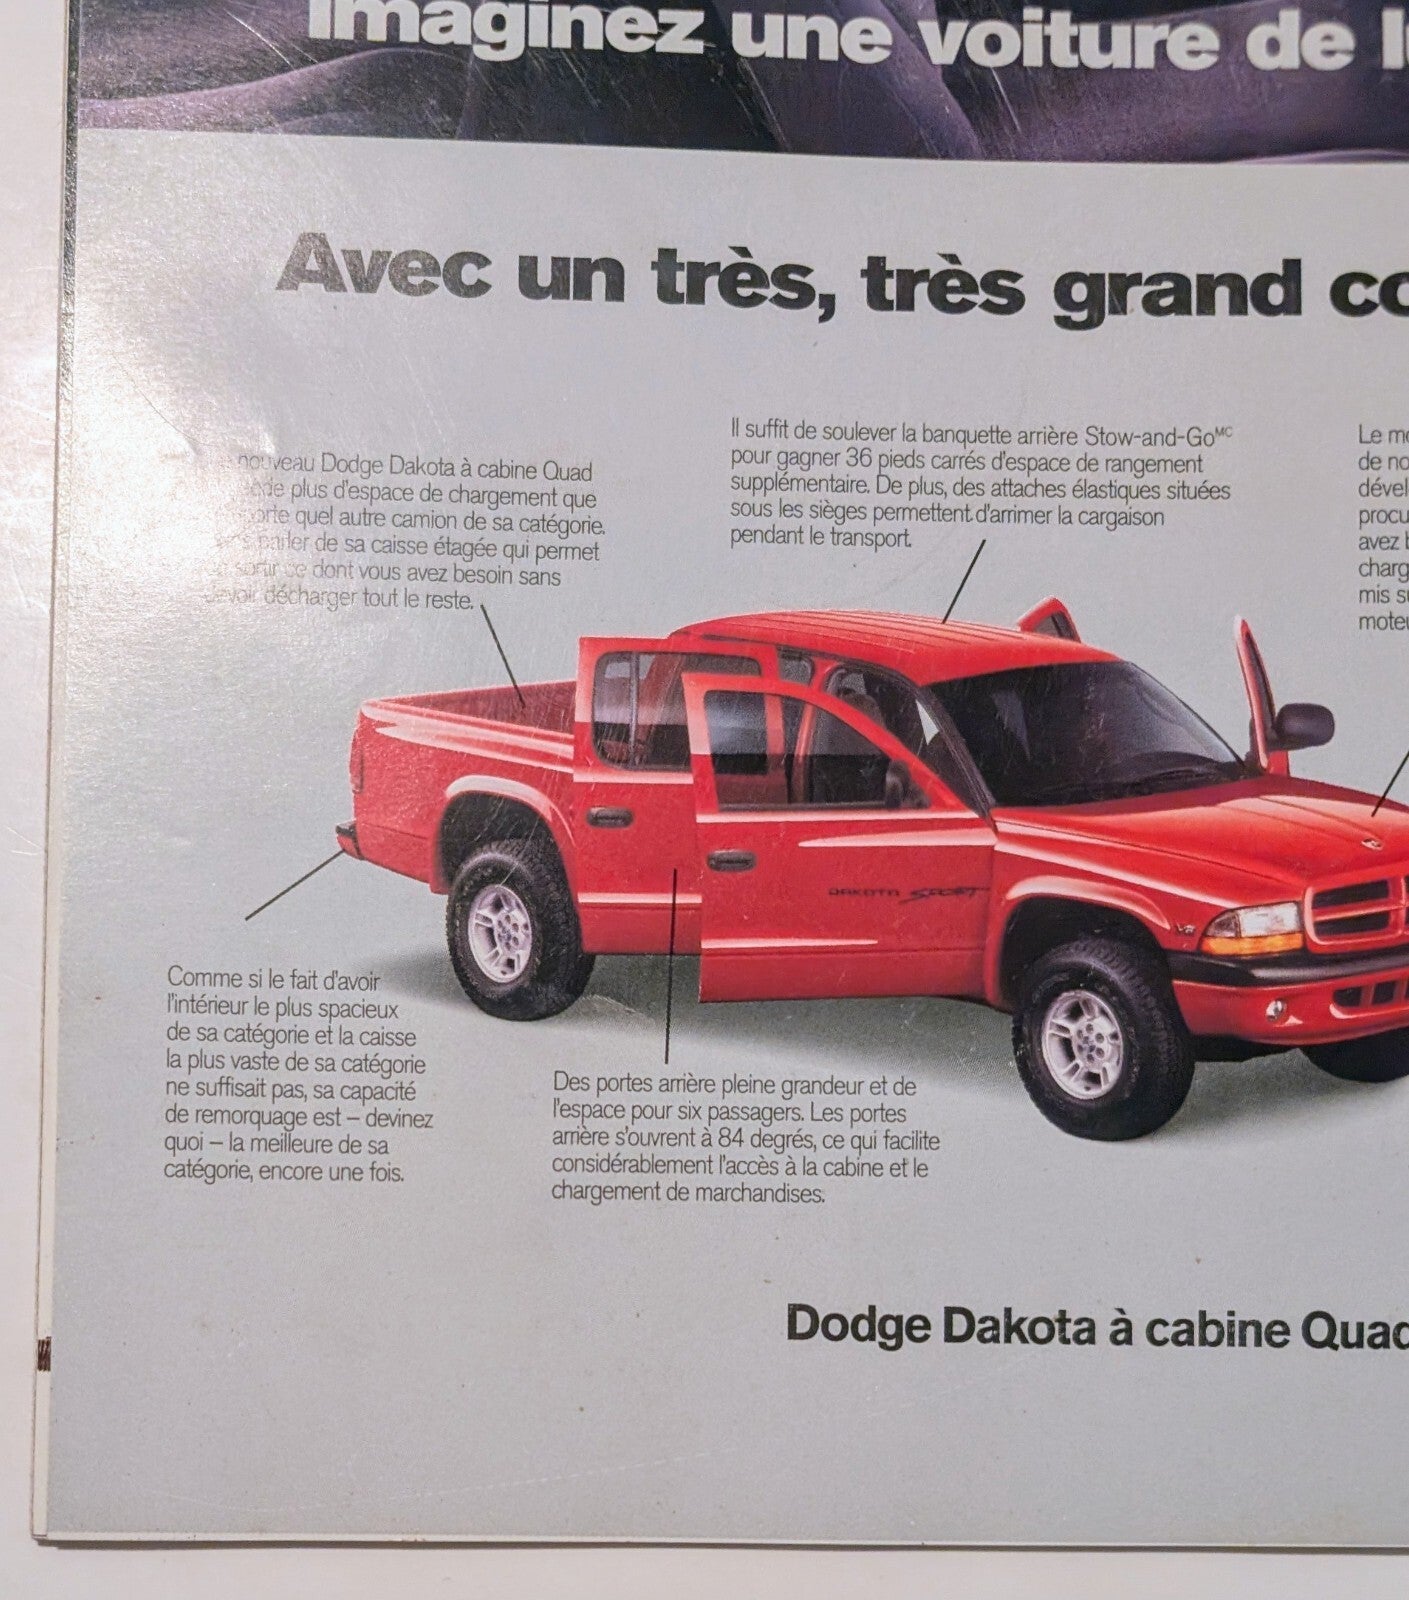 Imaginez une voiture de
Avec un très, très grand
nouveau Dodge Dakota à cabine Quad
plus d'espace de chargement que
quel autre camion de sa catégorie.
parler de sa caisse étagée qui permet
dont vous avez besoin sans
décharger tout le reste.
Il suffit de soulever la banquette arrière Stow-and-Go MC
pour gagner 36 pieds carrés d'espace de rangement
supplémentaire. De plus, des attaches élastiques situées
sous les sièges permettent d'arrimer la cargaison
pendant le transport.
Le
de
avez
mis
DAKOTA SPORT
V8
Comme si le fait d'avoir
l'intérieur le plus spacieux
de sa catégorie et la caisse
la plus vaste de sa catégorie
ne suffisait pas, sa capacité
de remorquage est – devinez
quoi – la meilleure de sa
catégorie, encore une fois.
Des portes arrière pleine grandeur et de
l'espace pour six passagers. Les portes
arrière s'ouvrent à 84 degrés, ce qui facilite
considérablement l'accès à la cabine et le
chargement de marchandises.
Dodge Dakota à cabine Quad